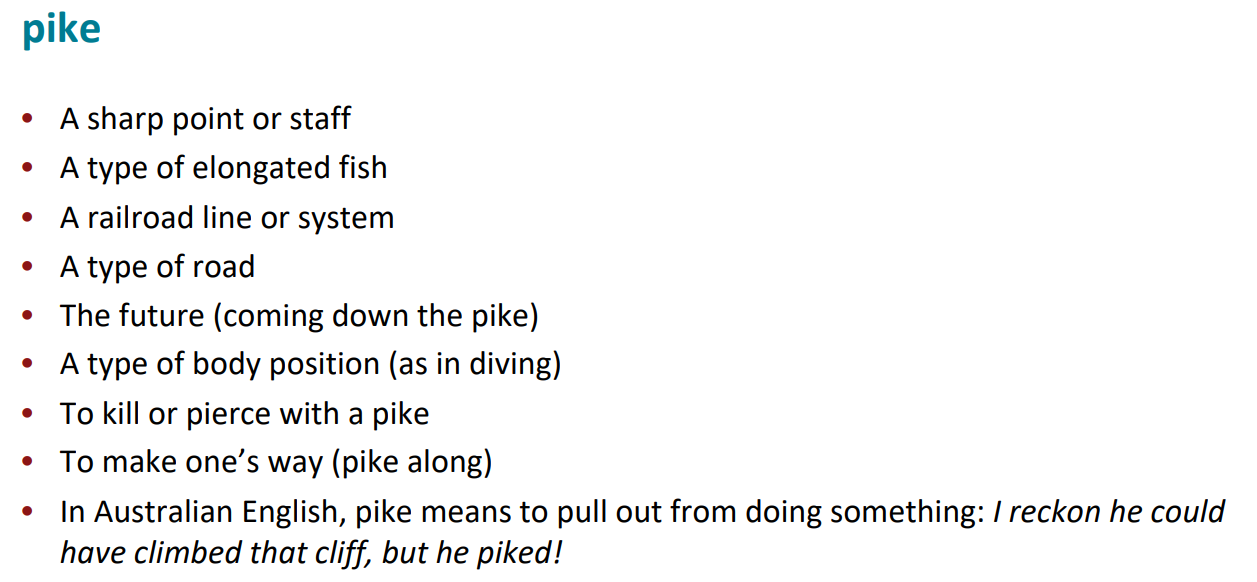 pike
• A sharp point or staff
• A type of elongated fish
• A railroad line or system
• A type of road
• The future (coming down the pike)
• A type of body position (as in diving)
• To kill or pierce with a pike
• To make one’s way (pike along)
• In Australian English, pike means to pull out from doing something: I reckon he could
have climbed that cliff, but he piked!